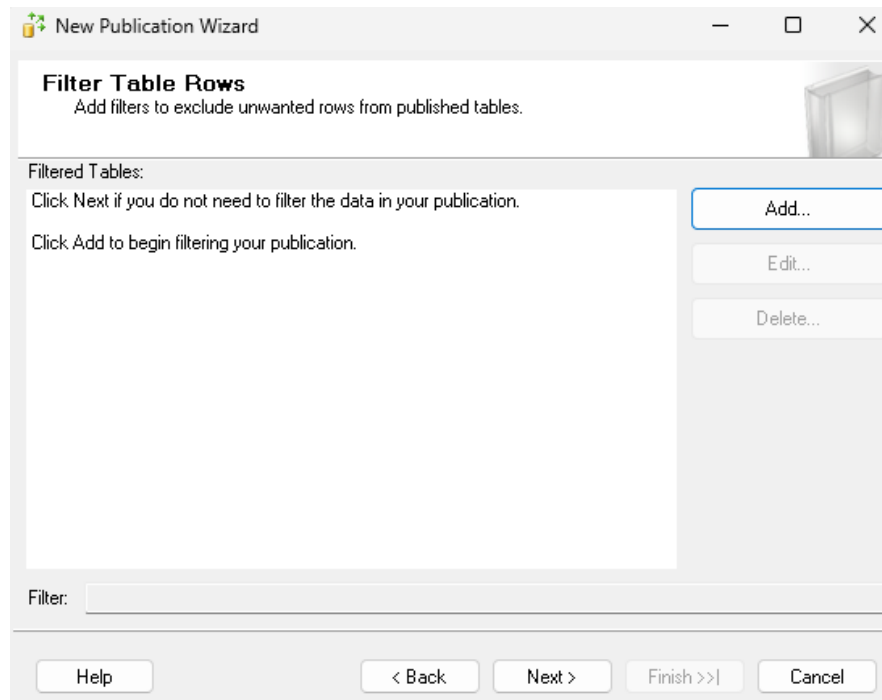 New Publication Wizard
Filter Table Rows
Add filters to exclude unwanted rows from published tables.
Filtered Tables:
Click Next if you do not need to filter the data in your publication.
Click Add to begin filtering your publication.
Add...
Edit...
Delete...
Filter:
Help
< Back
Next >
Finish >>|
Cancel